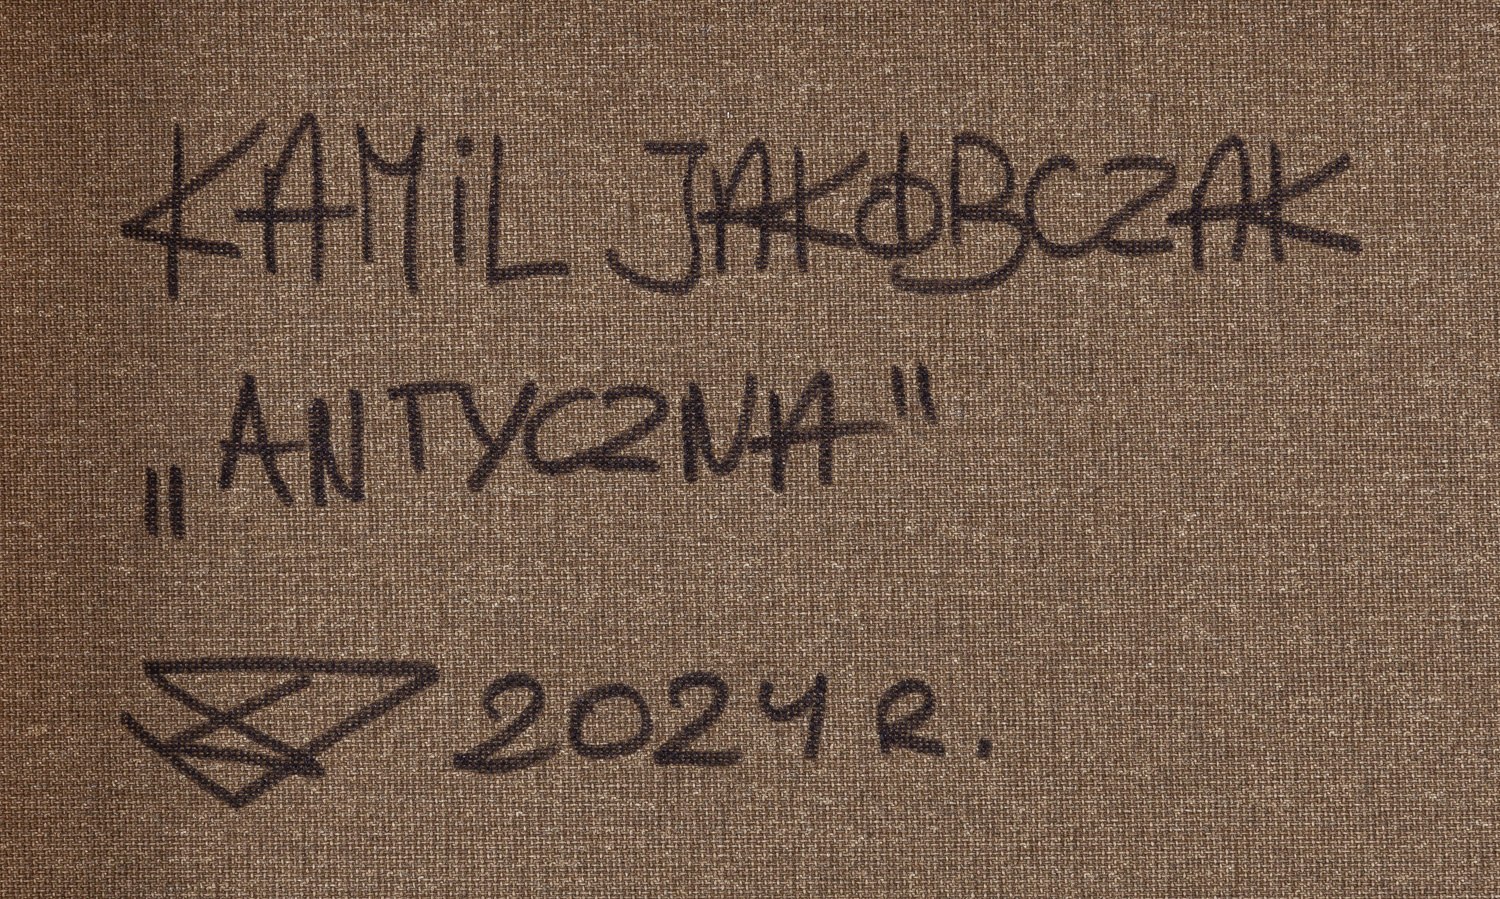 KAMiL JAKÓBCZAK
„ANTYCZNA"
2024 R.